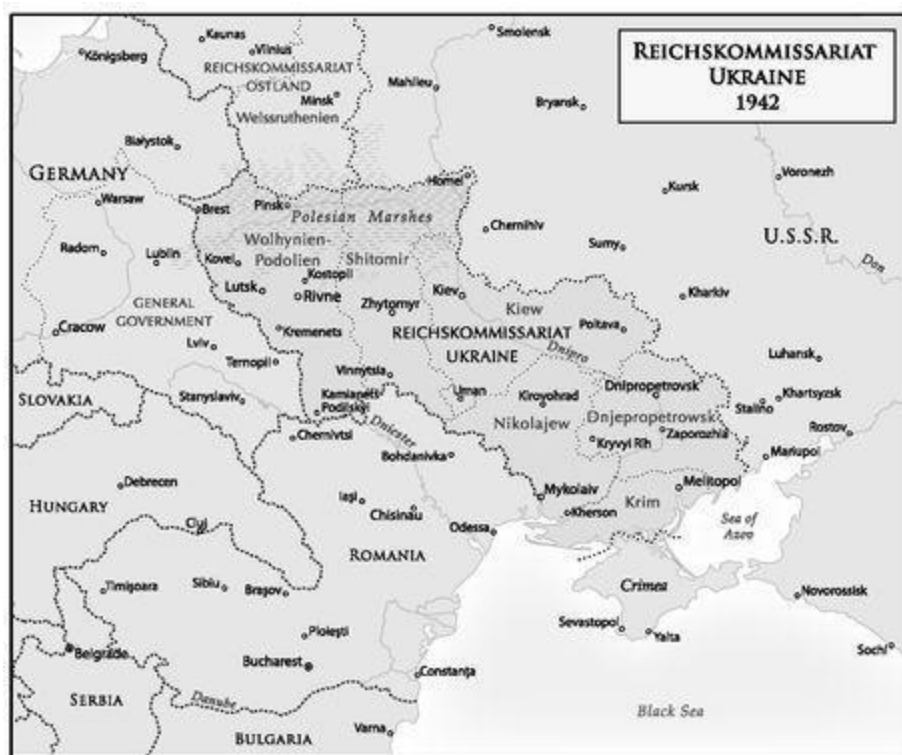 REICHSKOMMISSARIAT
UKRAINE
1942
Kaunas
Vilnius
Smolensk
Königsberg
REICHSKOMMISSARIAT
OSTLAND
Minsk
Mahileu
Bryansk
Weissruthenien
Białystok
GERMANY
Warsaw
Homel
Kursk
Voronezh
Brest
Pinsk
Polesian Marshes
Chernihiv
U.S.S.R.
Radom
Lublin
Kovel
Wolhynien-
Podolien
Shitomir
Sumy
Don
Kostopil
Lutsk
Rivne
Zhytomyr
Kiev
Kiew
Kharkiv
GENERAL
GOVERNMENT
Cracow
Kremenets
REICHSKOMMISSARIAT
UKRAINE
Poltava
Dnipro
Lviv
Ternopil
Vinnytsia
Luhansk
SLOVAKIA
Stanyslaviv
Kamianets
Podilskyi
Uman
Kiroyohrad
Dnipropetrovsk
Khartsyzsk
Stalino
Chernivtsi
Dniester
Nikolajew
Dnjepropetrowsk
Zaporozhia
Rostov
Bohdanivka
Kryvyi Rih
Mariupol
Debrecen
HUNGARY
Iaşi
Chisinau
Mykolaiv
Melitopol
Krim
Kherson
Cluj
Odessa
Sea of
Azov
ROMANIA
Timişoara
Sibiu
Braşov
Crimea
Novorossisk
Ploieşti
Sevastopol
Yalta
Belgrade
Bucharest
Sochi
Constanţa
SERBIA
Danube
Black Sea
Varna
BULGARIA